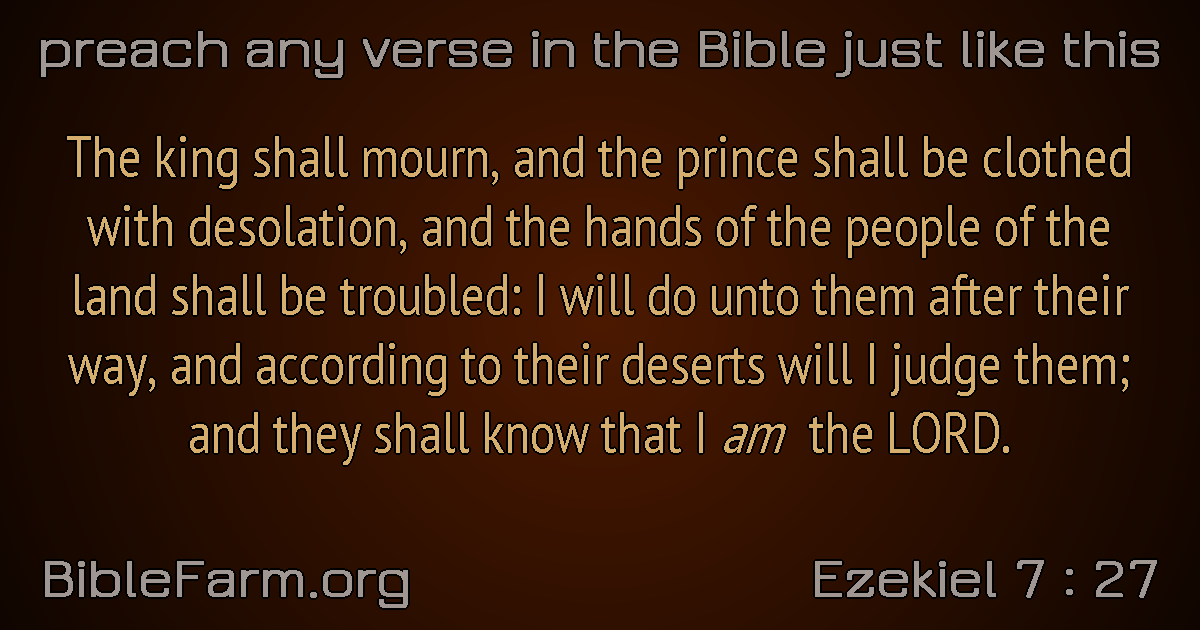 preach any verse in the Bible just like this
The king shall mourn, and the prince shall be clothed
with desolation, and the hands of the people of the
land shall be troubled: I will do unto them after their
way, and according to their deserts will I judge them;
and they shall know that I am the LORD.
BibleFarm.org
Ezekiel 7 : 27